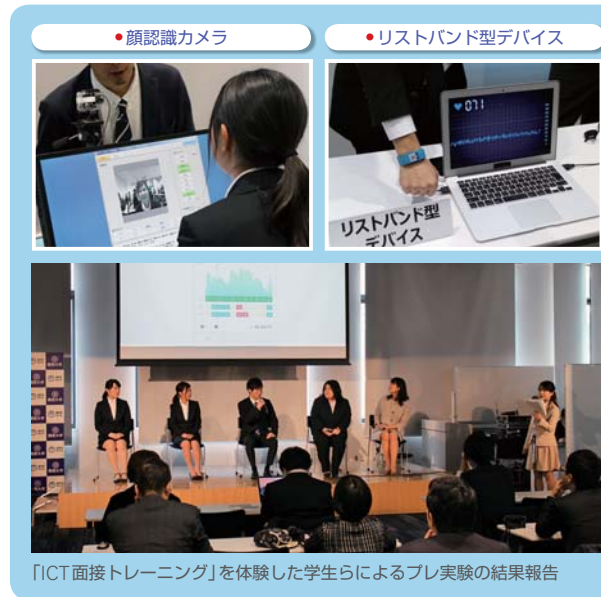 顔認識カメラ
リストバンド型デバイス
071
リストバンド型
デバイス
「ICT面接トレーニング」を体験した学生らによるプレ実験の結果報告